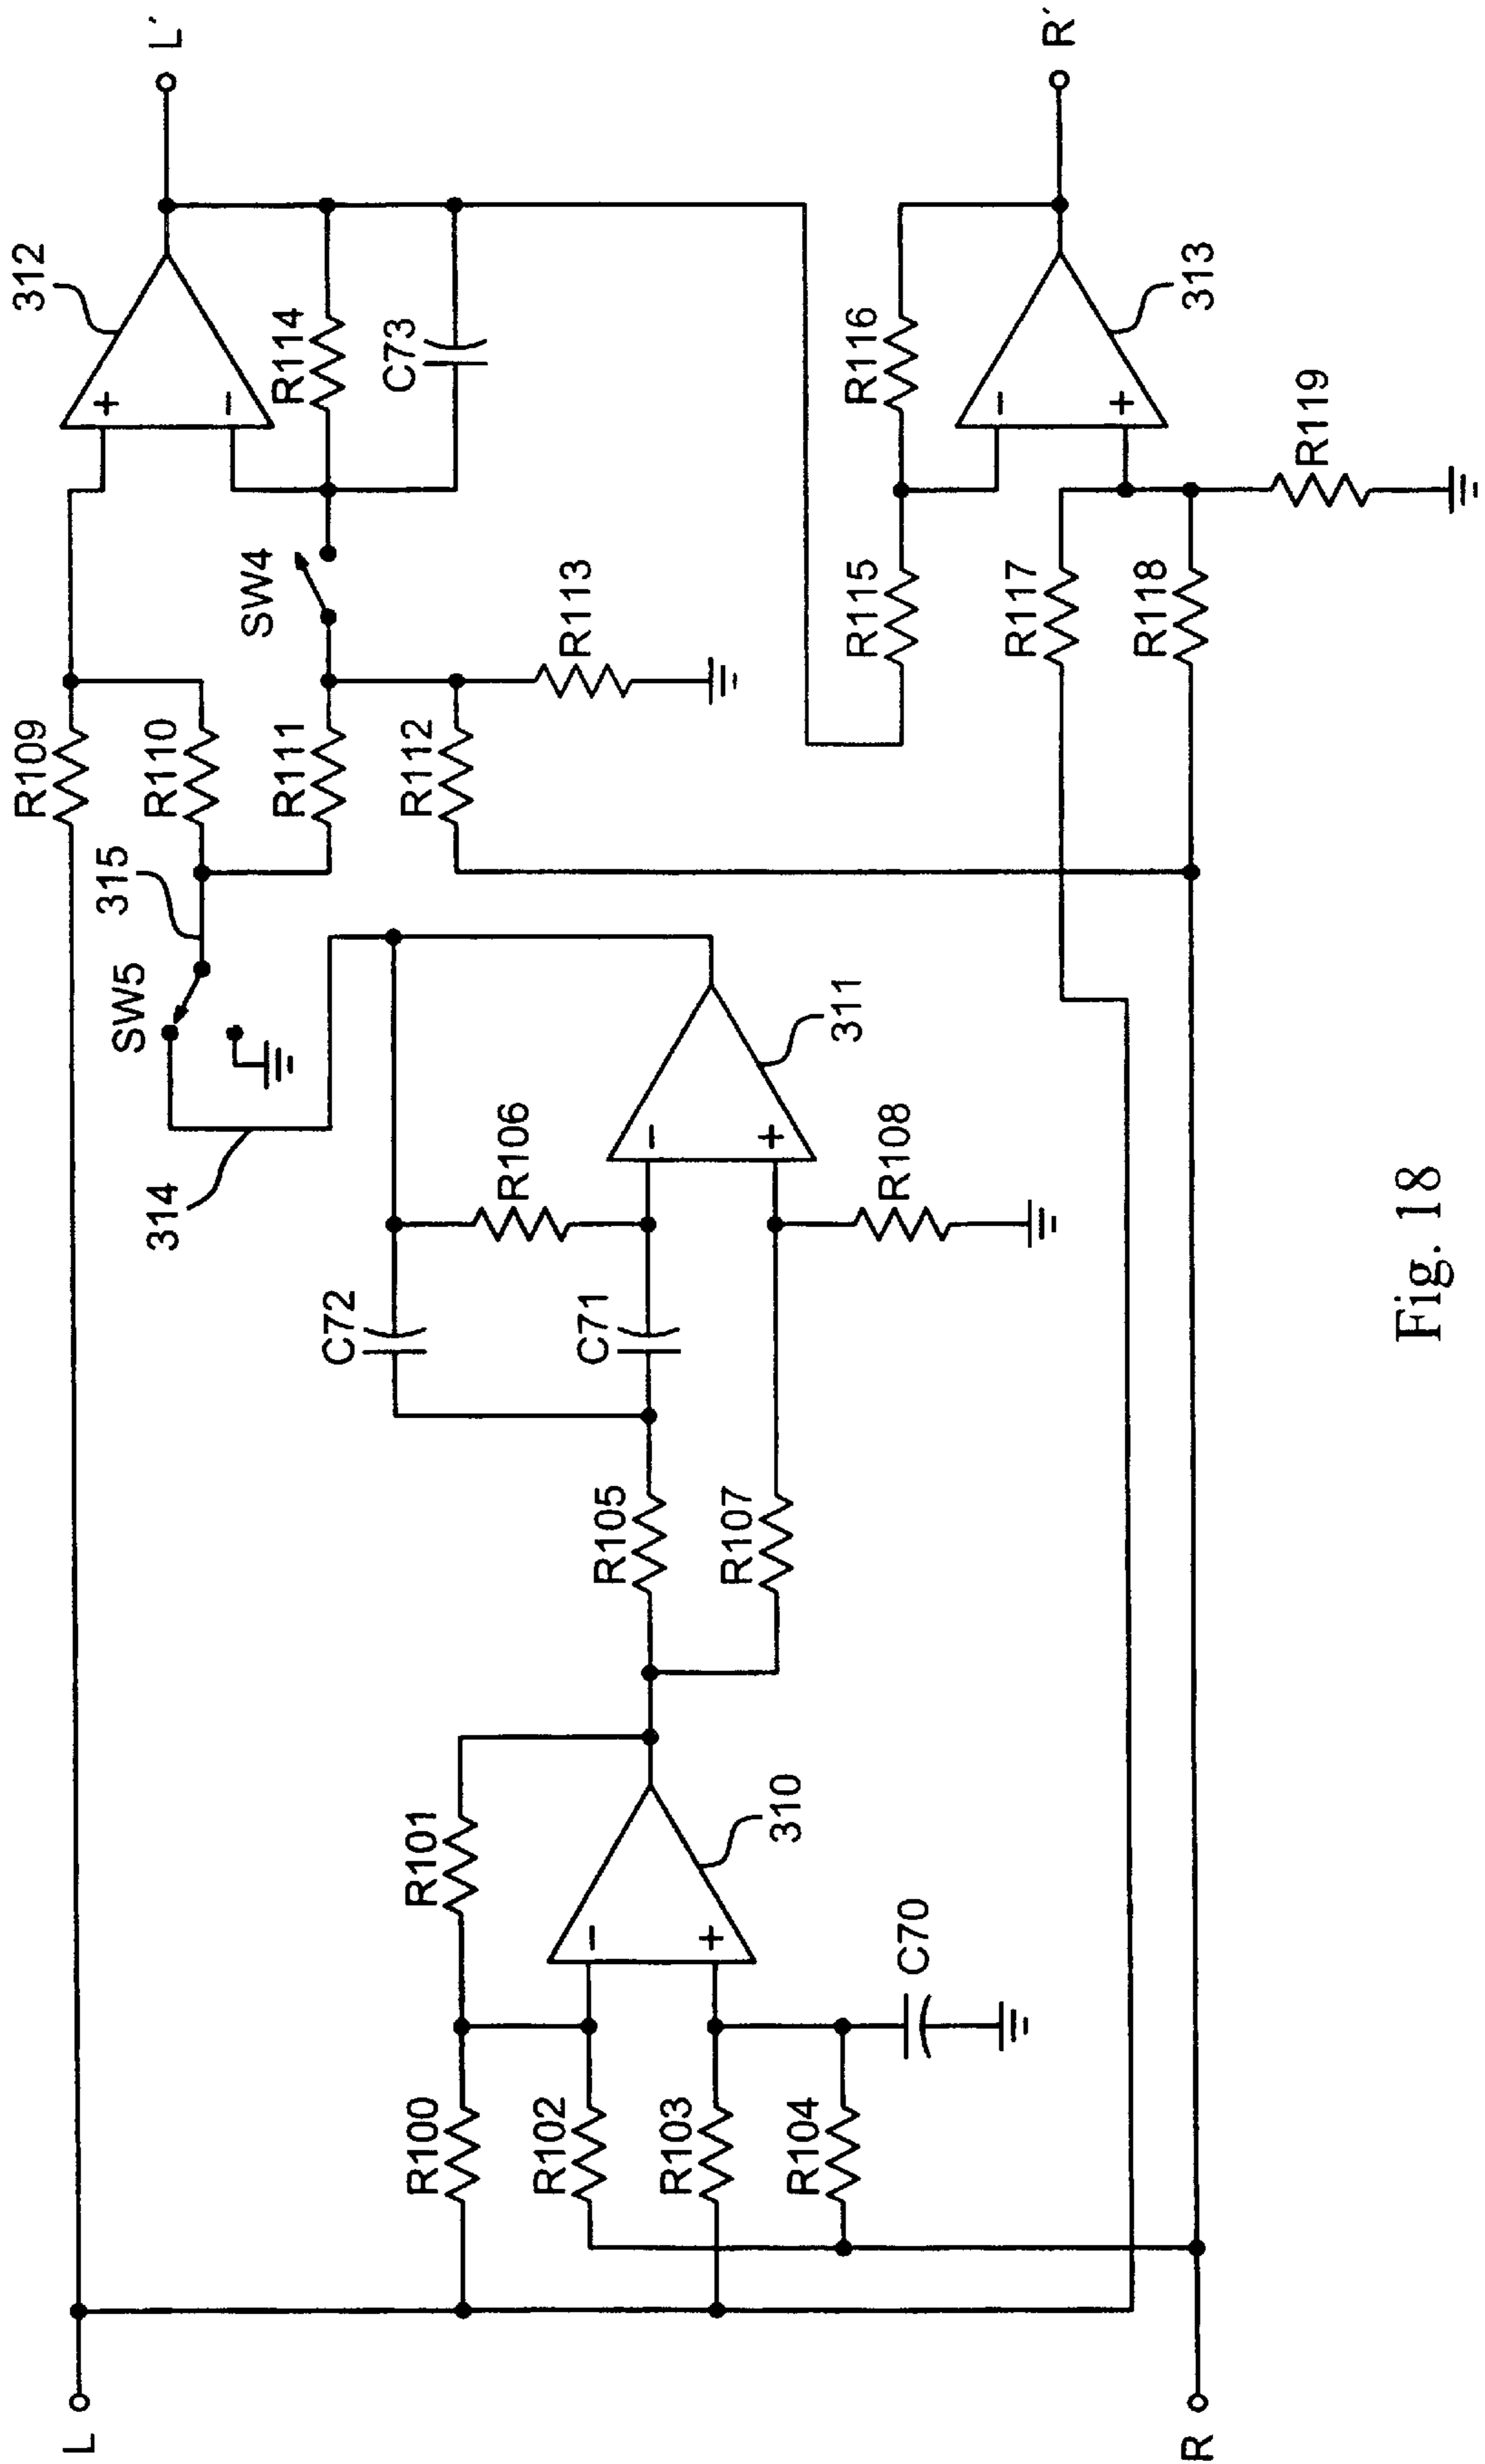 L
R
R100
R101
R102
R103
R104
C70
-
+
310
R105
R107
C72
C71
R106
R108
-
+
311
314
SW5
315
R109
R110
R111
R112
SW4
R113
+
-
312
R114
C73
L'
R115
R116
R117
R118
-
+
313
R119
R'
Fig. 18